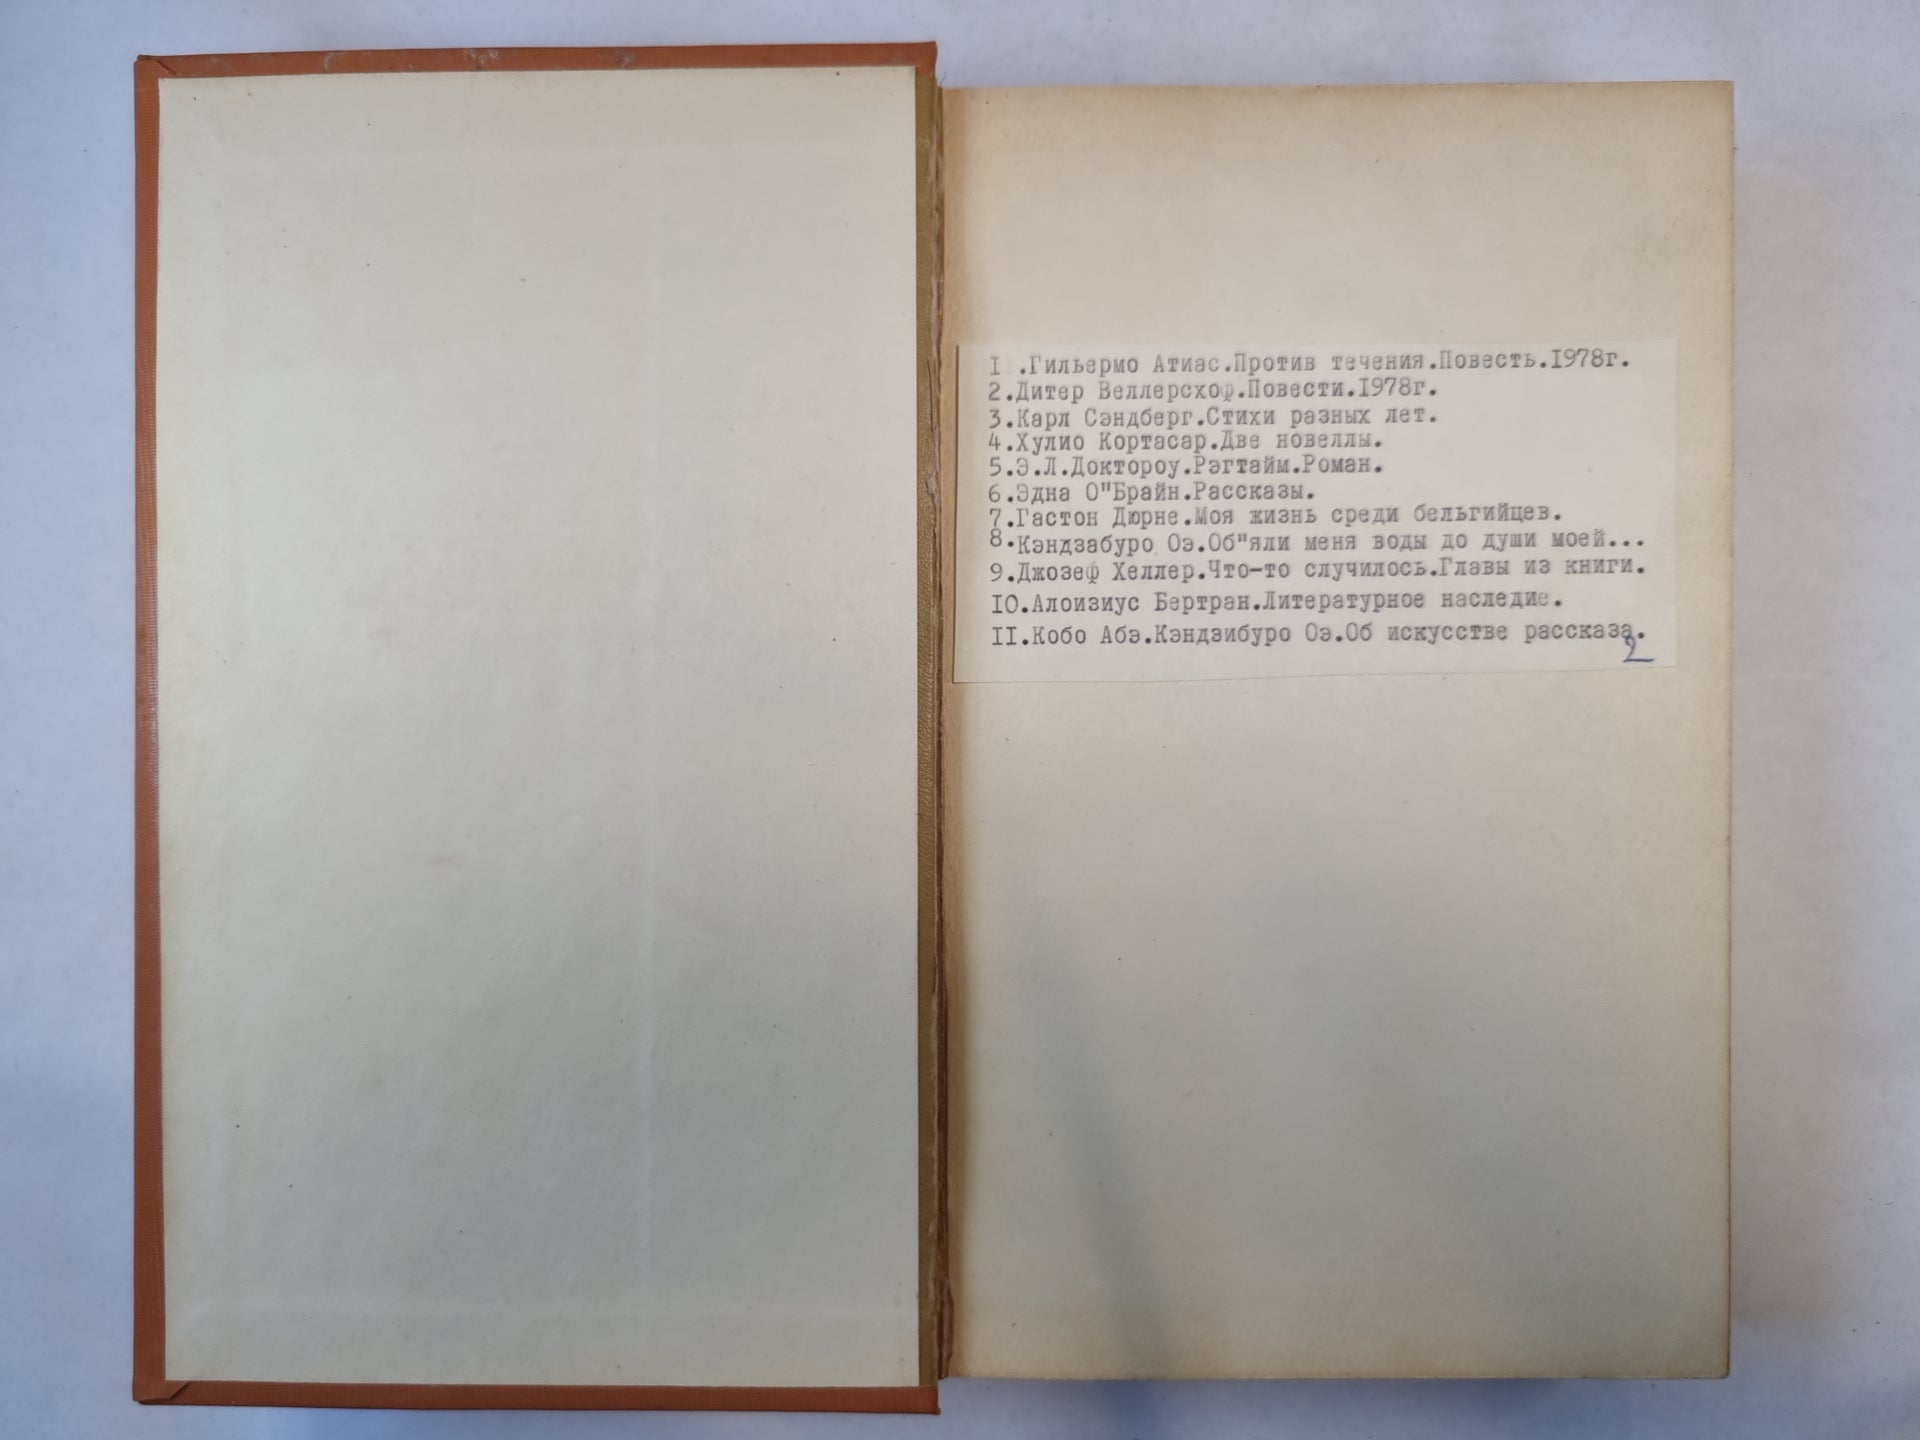 I .Гильермо Атиас.Против течения.Повесть.I978г.
2.Дитер Веллерсхоф.Повести.I978г.
3.Карл Сэндберг.Стихи разных лет.
4.Хулио Кортасар.Две новеллы.
5.Э.Л.Доктороу.Рэгтайм.Роман.
6.Эдна О"Брайн.Рассказы.
7.Гастон Дюрне.Моя жизнь среди бельгийцев.
8.Кэндзабуро Оэ.Об"яли меня воды до души моей...
9.Джозеф Хеллер.Что-то случилось.Главы из книги.
IO.Алоизиус Бертран.Литературное наследие.
II.Кобо Абэ.Кэндзибуро Оэ.Об искусстве рассказа.
2